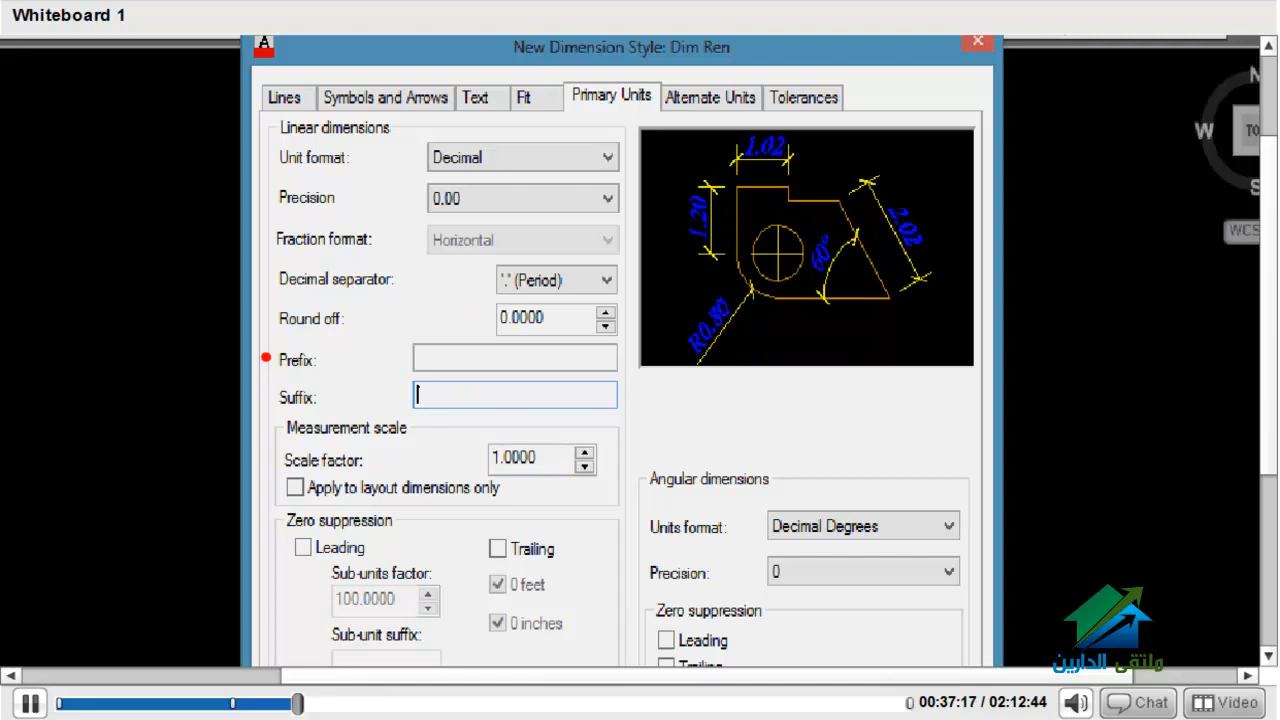 Whiteboard 1
A
New Dimension Style: Dim Ren
Lines
Symbols and Arrows
Text
Fit
Primary Units
Alternate Units
Tolerances
Linear dimensions
Unit format:
Decimal
Precision
0.00
Fraction format:
Horizontal
Decimal separator:
'.' (Period)
Round off:
0.0000
Prefix:
Suffix:
Measurement scale
Scale factor:
1.0000
Apply to layout dimensions only
Zero suppression
Leading
Trailing
Sub-units factor:
100.0000
0 feet
0 inches
Sub-unit suffix:
1.02
1.20
2.02
60°
R0.80
Angular dimensions
Units format:
Decimal Degrees
Precision:
0
Zero suppression
Leading
Trailing
N
W
TO
S
WCS
ملتقى الدارين
00:37:17 / 02:12:44
Chat
Video